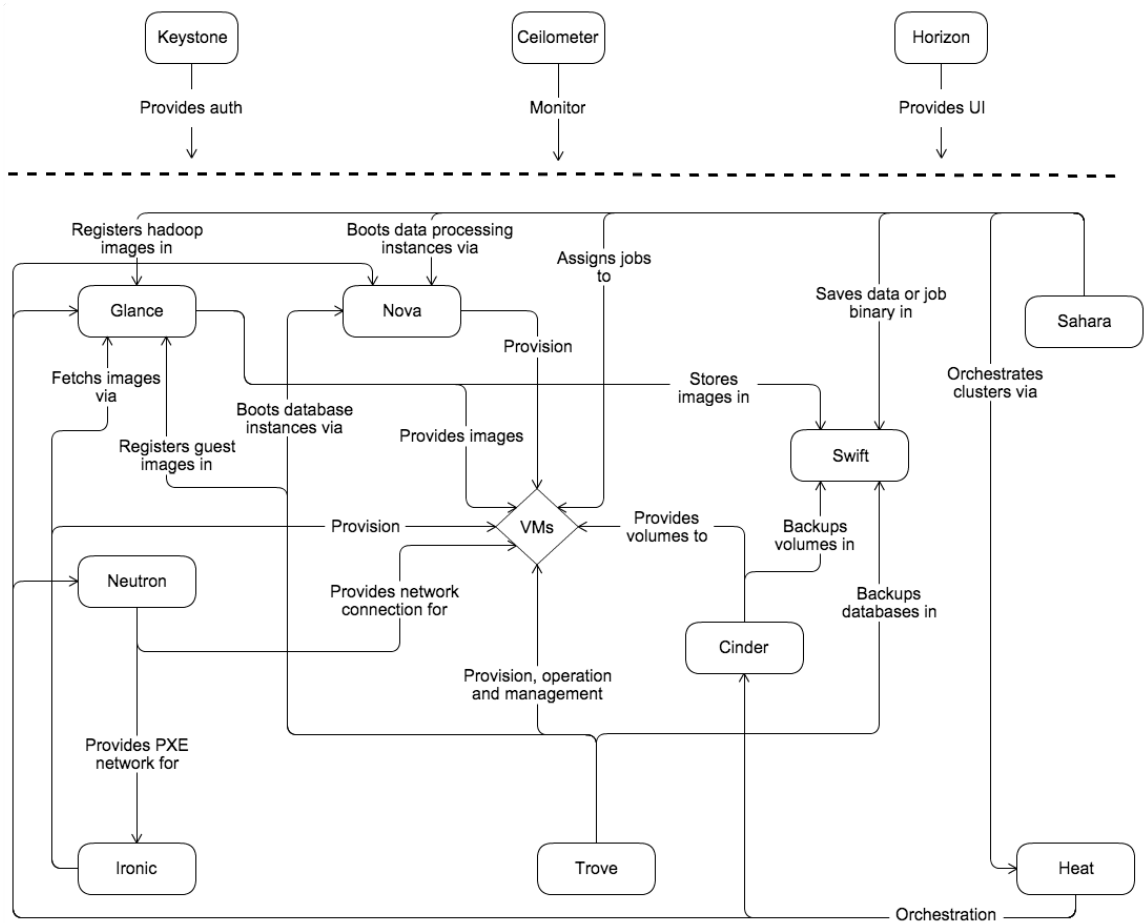 Keystone
Ceilometer
Horizon
Provides auth
Monitor
Provides UI
Registers hadoop
images in
Boots data processing
instances via
Assigns jobs
to
Saves data or job
binary in
Glance
Nova
Sahara
Provision
Fetchs images
via
Stores
images in
Orchestrates
clusters via
Boots database
instances via
Provides images
Registers guest
images in
Swift
Provision
VMs
Provides
volumes to
Backups
volumes in
Neutron
Provides network
connection for
Backups
databases in
Cinder
Provision, operation
and management
Provides PXE
network for
Ironic
Trove
Heat
Orchestration